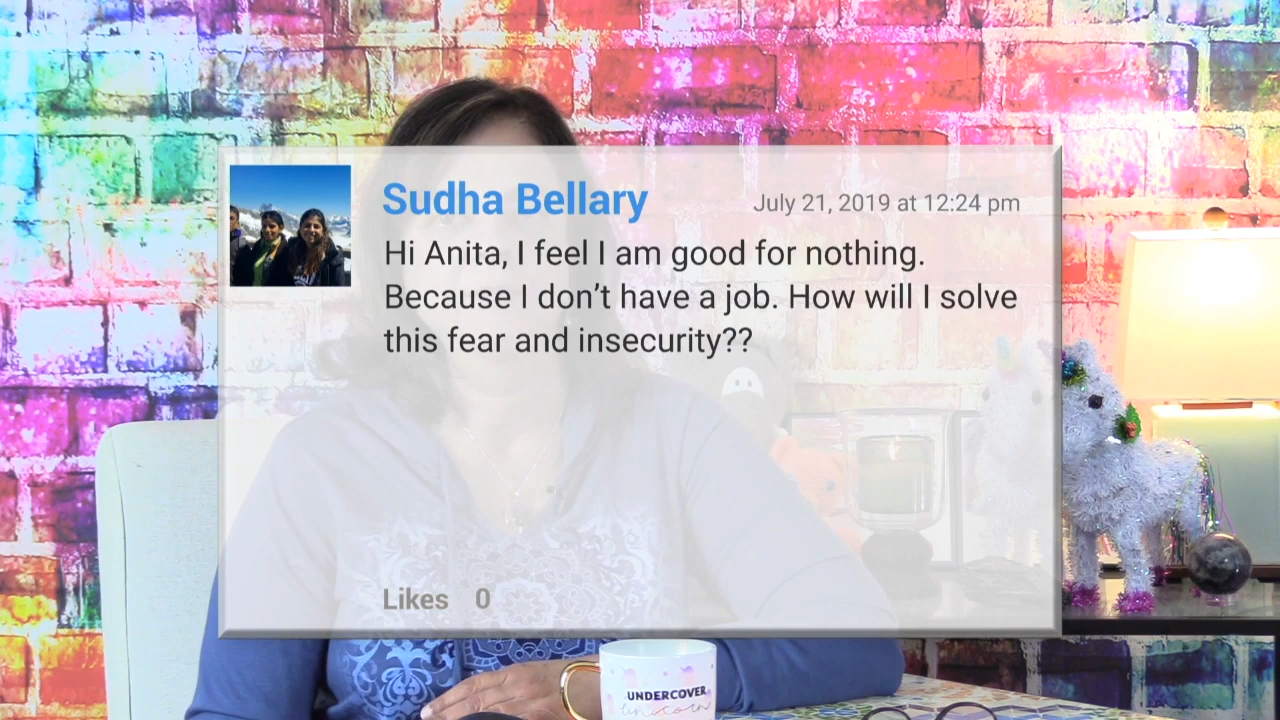 Sudha Bellary
July 21, 2019 at 12:24 pm
Hi Anita, I feel I am good for nothing.
Because I don’t have a job. How will I solve
this fear and insecurity??
Likes 0
UNDERCOVER
unicorn